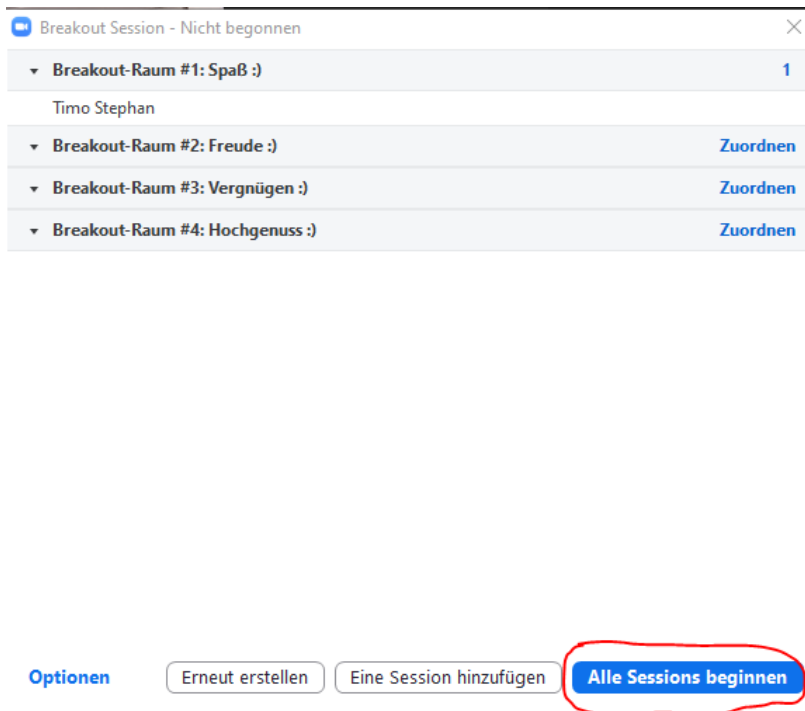 Breakout Session - Nicht begonnen
Breakout-Raum #1: Spaß :) 1
Timo Stephan
Breakout-Raum #2: Freude :) Zuordnen
Breakout-Raum #3: Vergnügen :) Zuordnen
Breakout-Raum #4: Hochgenuss :) Zuordnen
Optionen Erneut erstellen Eine Session hinzufügen Alle Sessions beginnen